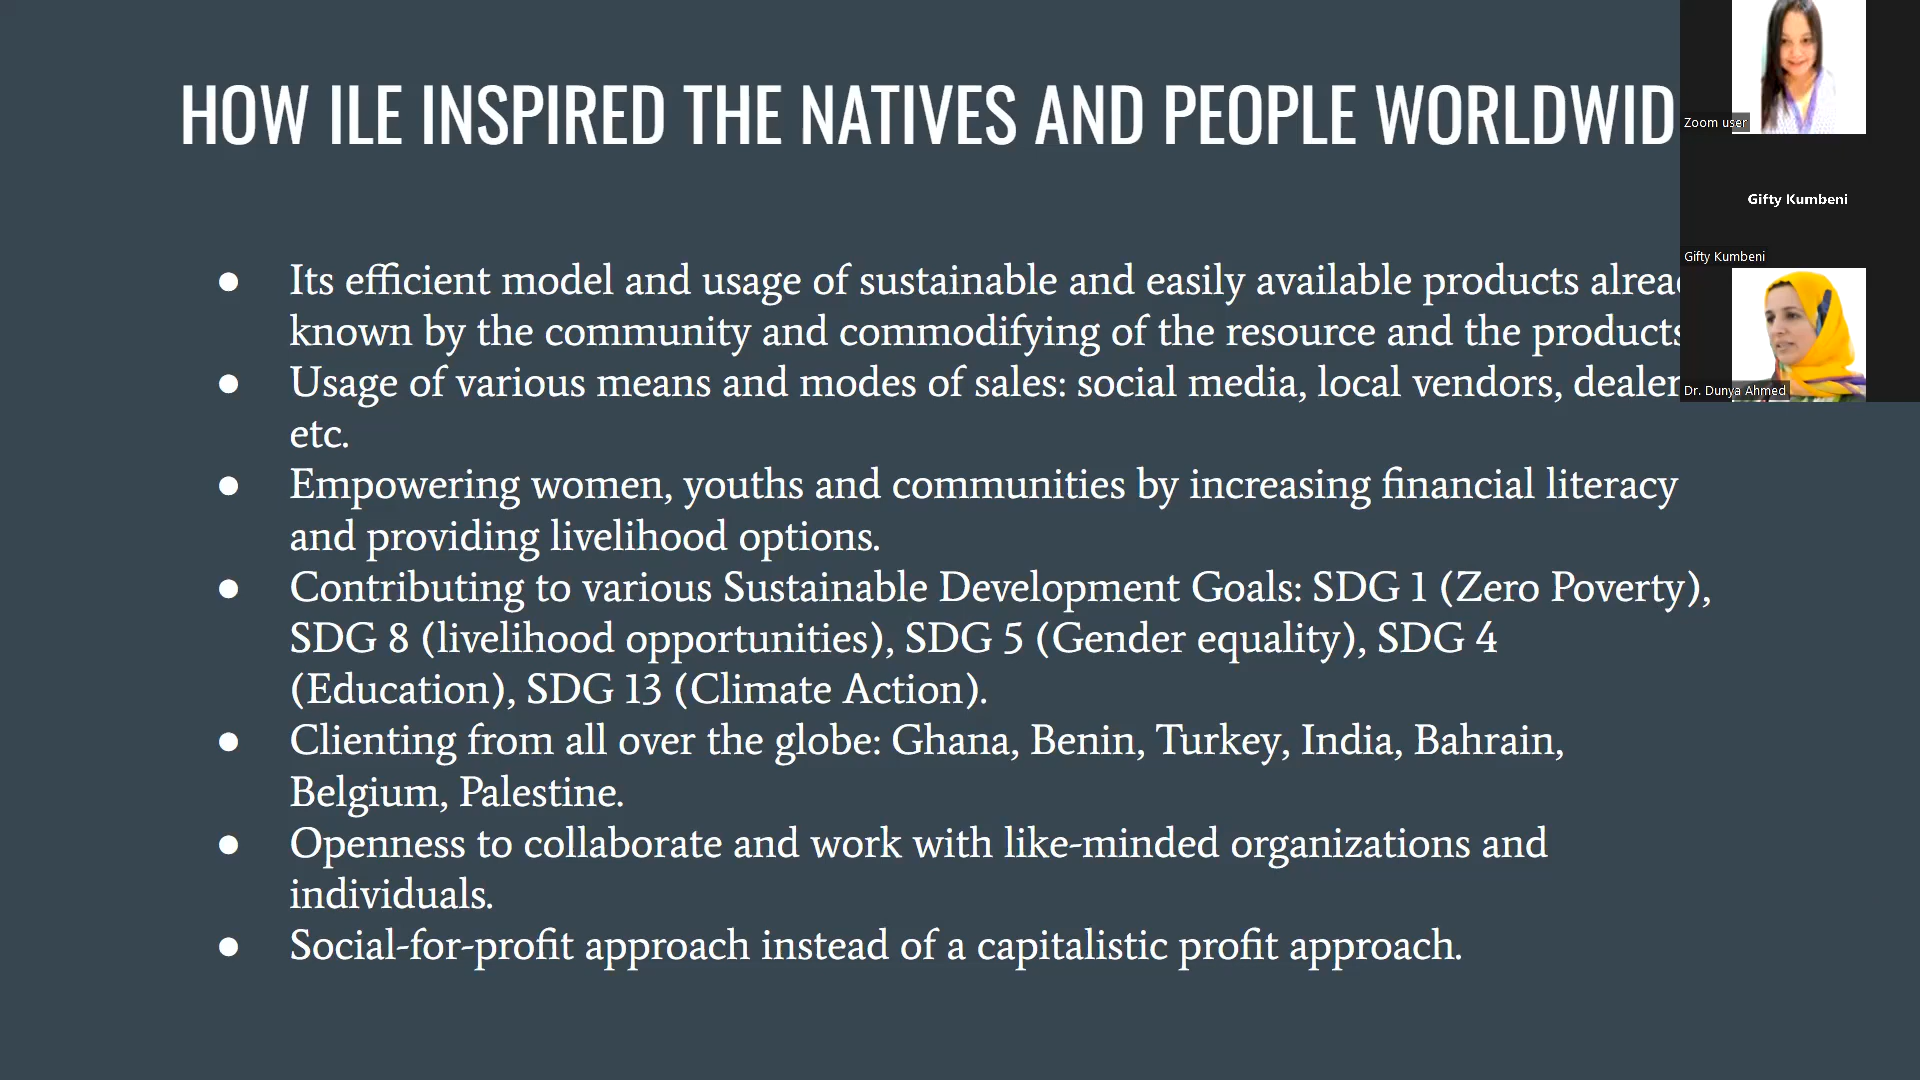 HOW ILE INSPIRED THE NATIVES AND PEOPLE WORLDWID
Its efficient model and usage of sustainable and easily available products alrea
known by the community and commodifying of the resource and the products
Usage of various means and modes of sales: social media, local vendors, dealer
etc.
Empowering women, youths and communities by increasing financial literacy
and providing livelihood options.
Contributing to various Sustainable Development Goals: SDG 1 (Zero Poverty),
SDG 8 (livelihood opportunities), SDG 5 (Gender equality), SDG 4
(Education), SDG 13 (Climate Action).
Clienting from all over the globe: Ghana, Benin, Turkey, India, Bahrain,
Belgium, Palestine.
Openness to collaborate and work with like-minded organizations and
individuals.
Social-for-profit approach instead of a capitalistic profit approach.
Zoom user
Gifty Kumbeni
Gifty Kumbeni
Dr. Dunya Ahmed